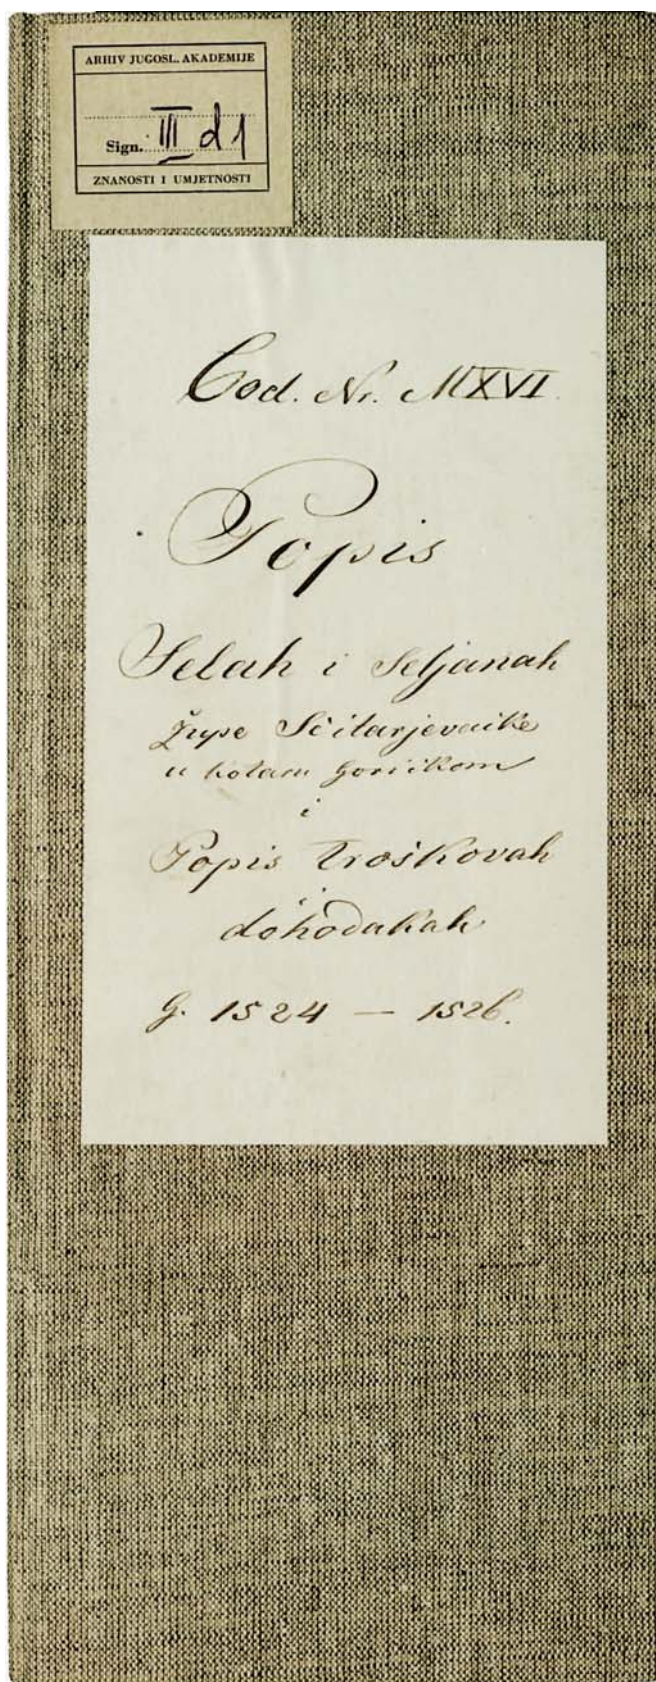 ARHIV JUGOSL. AKADEMIJE
Sign. III d 1
ZNANOSTI I UMJETNOSTI
Cod. Nr. MXVI
Popis
Selah i Seljanah
Župe Sčitarjevačke
u kotaru Goričkom
i
Popis troškovah
i
dohodakah
G. 1524 — 1526.